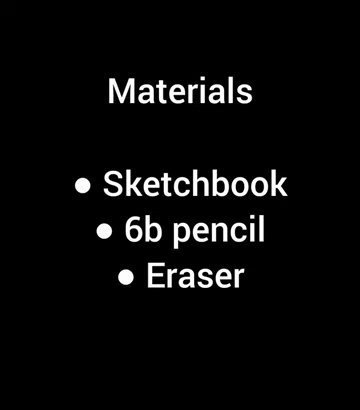 Materials
● Sketchbook
● 6b pencil
● Eraser